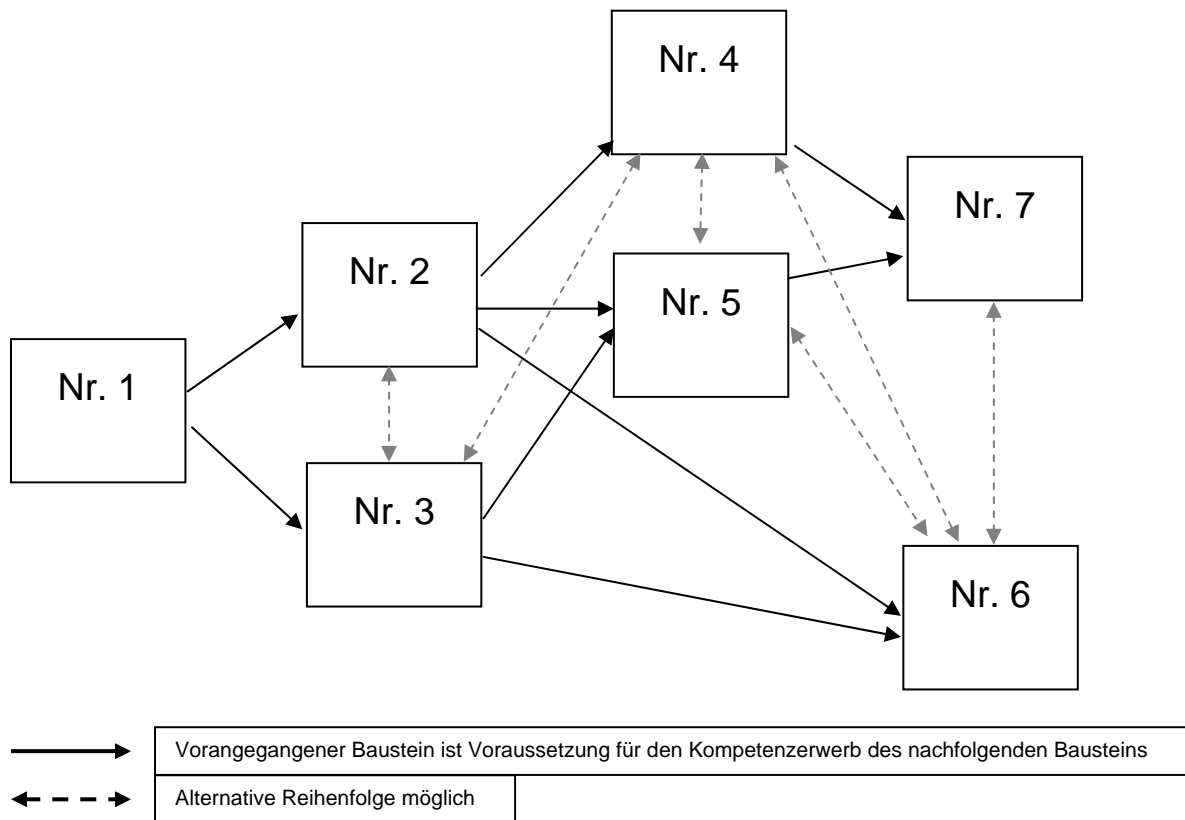 Nr. 4
Nr. 7
Nr. 2
Nr. 5
Nr. 1
Nr. 3
Nr. 6
Vorangegangener Baustein ist Voraussetzung für den Kompetenzerwerb des nachfolgenden Bausteins
Alternative Reihenfolge möglich